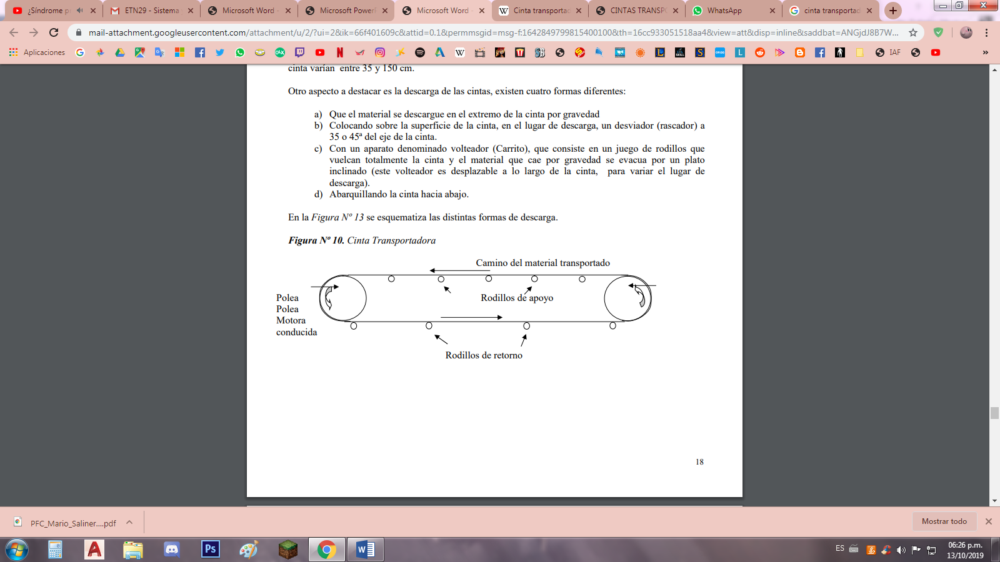 ¿Síndrome p
ETN29 - Sistema
Microsoft Word -
Microsoft PowerP
Microsoft Word -
Cinta transportad
CINTAS TRANSPO
WhatsApp
cinta transportad
mail-attachment.googleusercontent.com/attachment/u/2/?ui=2&ik=66f401609c&attid=0.1&permmsgid=msg-f:1642849799815400100&th=16cc933051518aa4&view=att&disp=inline&saddbat=ANGjdJ8B7W...
Aplicaciones
IAF
»
cinta varían entre 35 y 150 cm.
Otro aspecto a destacar es la descarga de las cintas, existen cuatro formas diferentes:
a) Que el material se descargue en el extremo de la cinta por gravedad
b) Colocando sobre la superficie de la cinta, en el lugar de descarga, un desviador (rascador) a
35 o 45ª del eje de la cinta.
c) Con un aparato denominado volteador (Carrito), que consiste en un juego de rodillos que
vuelcan totalmente la cinta y el material que cae por gravedad se evacua por un plato
inclinado (este volteador es desplazable a lo largo de la cinta, para variar el lugar de
descarga).
d) Abarquillando la cinta hacia abajo.
En la Figura Nº 13 se esquematiza las distintas formas de descarga.
Figura Nº 10. Cinta Transportadora
Camino del material transportado
Rodillos de apoyo
Polea
Polea
Motora
conducida
Rodillos de retorno
18
PFC_Mario_Saliner....pdf
Mostrar todo
Ps
ES
06:26 p.m.
13/10/2019